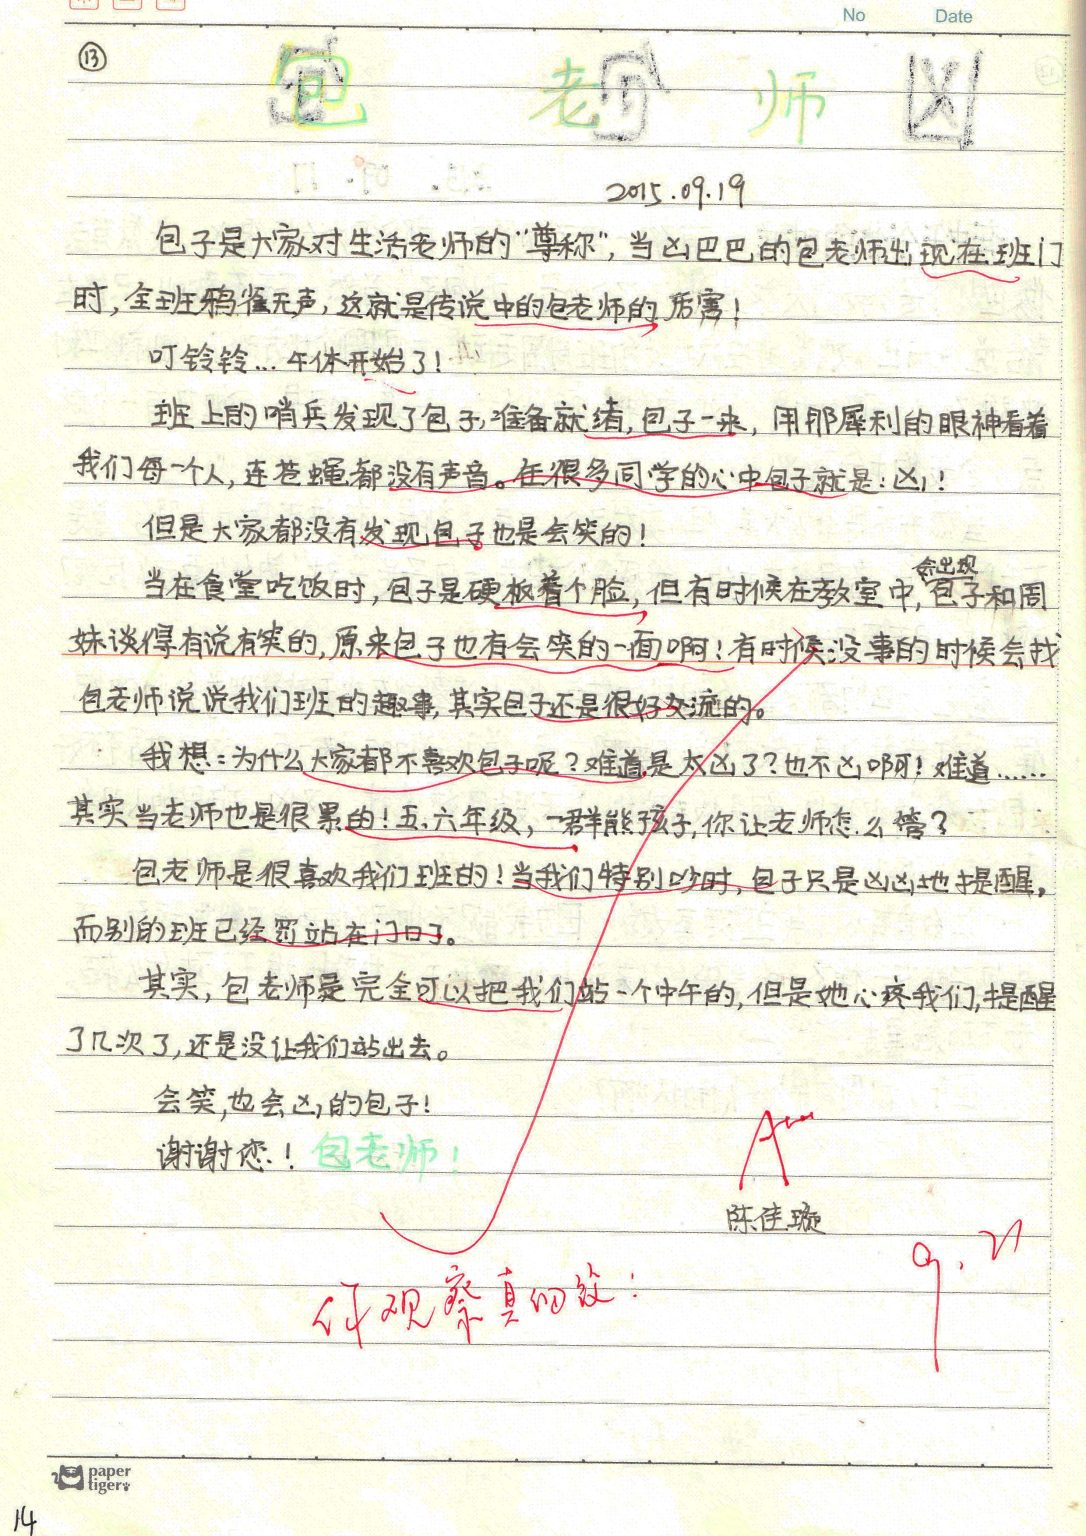 No Date
⑬
包老师凶
2015.09.19
包子是大家对生活老师的“尊称”,当凶巴巴的包老师出现在班门
时,全班鸦雀无声,这就是传说中的包老师的厉害!
叮铃铃...午休开始了!
班上的哨兵发现了包子,准备就绪,包子一来,用那犀利的眼神看着
我们每一个人,连苍蝇都没有声音。在很多同学的心中包子就是:凶!
但是大家都没有发现包子也是会笑的!
会出现
当在食堂吃饭时,包子是硬板着个脸,但有时候在教室中,包子和周
妹谈得有说有笑的,原来包子也有会笑的一面啊!有时候没事的时候会找
包老师说说我们班的趣事,其实包子还是很好交流的。
我想:为什么大家都不喜欢包子呢?难道是太凶了?也不凶啊!难道……
其实当老师也是很累的!五、六年级,一群熊孩子,你让老师怎么管?
包老师是很喜欢我们班的!当我们特别吵时,包子只是凶凶地提醒,
而别的班已经罚站在门口了。
其实,包老师是完全可以把我们站一个中午的,但是她心疼我们,提醒
了几次了,还是没让我们站出去。
会笑,也会凶的包子!
谢谢您!包老师!
A
陈佳璇
9.21
你观察真细致!
paper
tiger
14